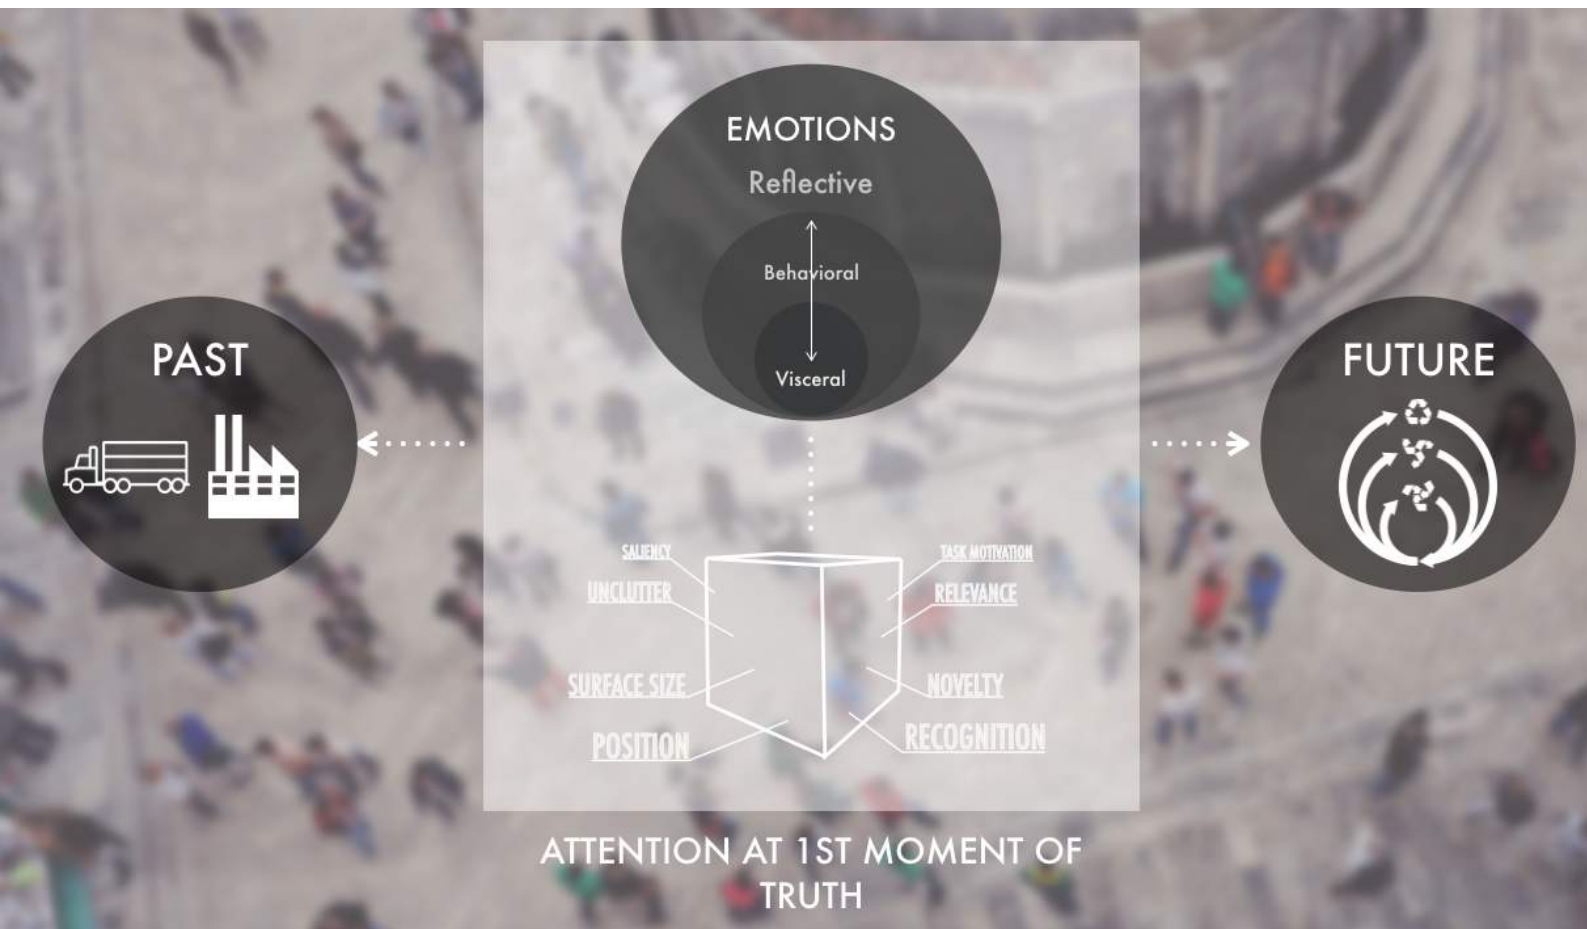 EMOTIONS
Reflective
Behavioral
Visceral
PAST
FUTURE
SALIENCY
TASK MOTIVATION
UNCLUTTER
RELEVANCE
SURFACE SIZE
NOVELTY
POSITION
RECOGNITION
ATTENTION AT 1ST MOMENT OF
TRUTH